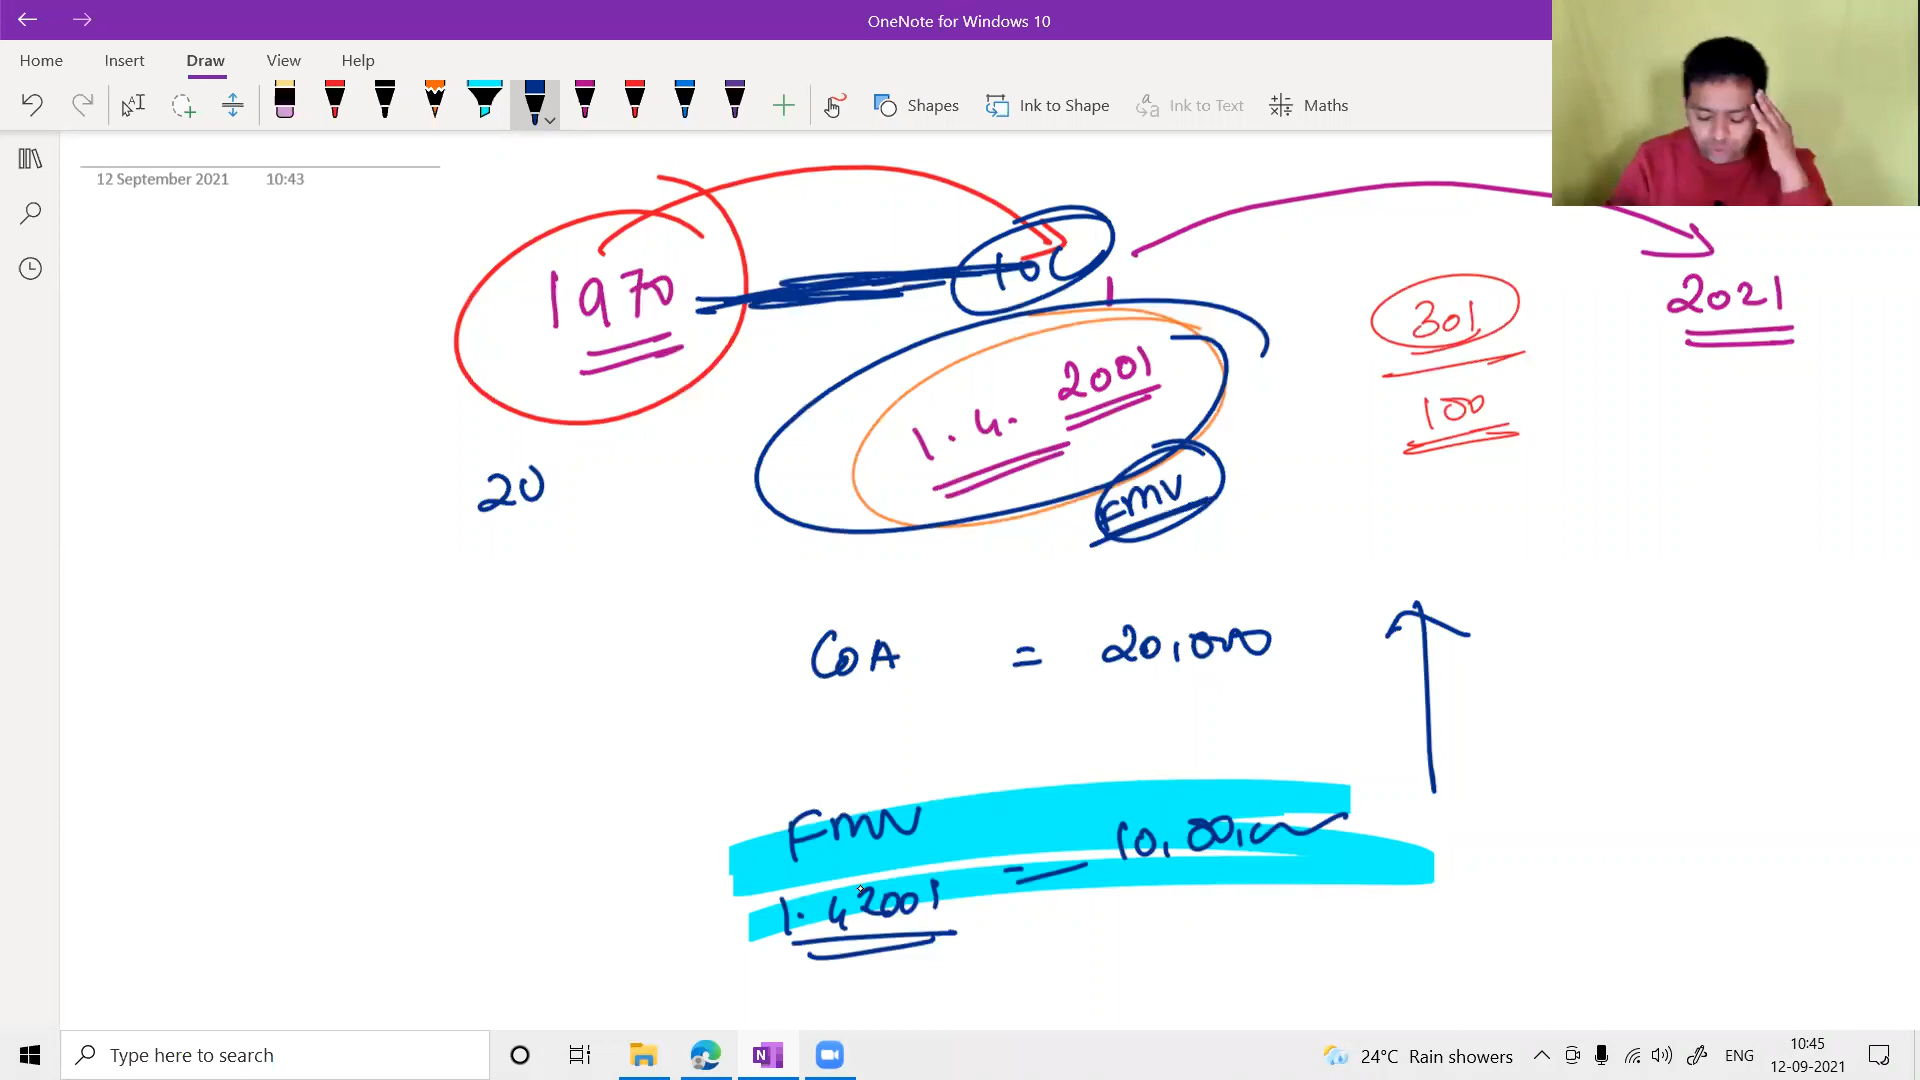 OneNote for Windows 10
Home Insert Draw View Help
Shapes Ink to Shape Ink to Text Maths
12 September 2021 10:43
1970
2021
301
100
1.4. 2001
FMV
20
COA = 20,000
FMV
1.4 2001 = 10,00,000
Type here to search
24°C Rain showers ENG 10:45
12-09-2021